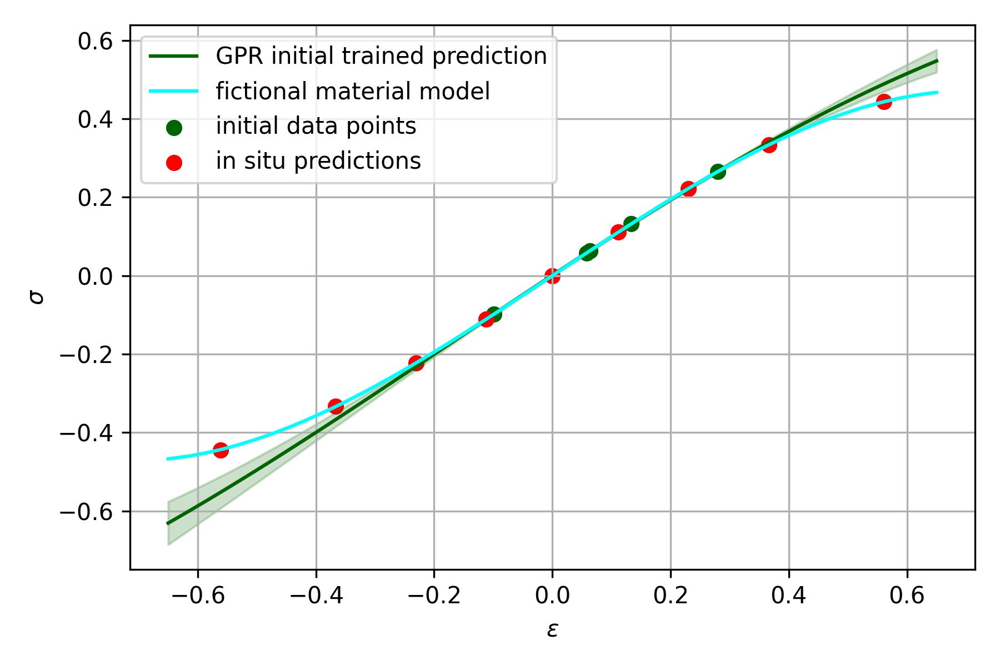 GPR initial trained prediction
fictional material model
initial data points
in situ predictions
0.6
0.4
0.2
0.0
−0.2
−0.4
−0.6
σ
−0.6 −0.4 −0.2 0.0 0.2 0.4 0.6
ε